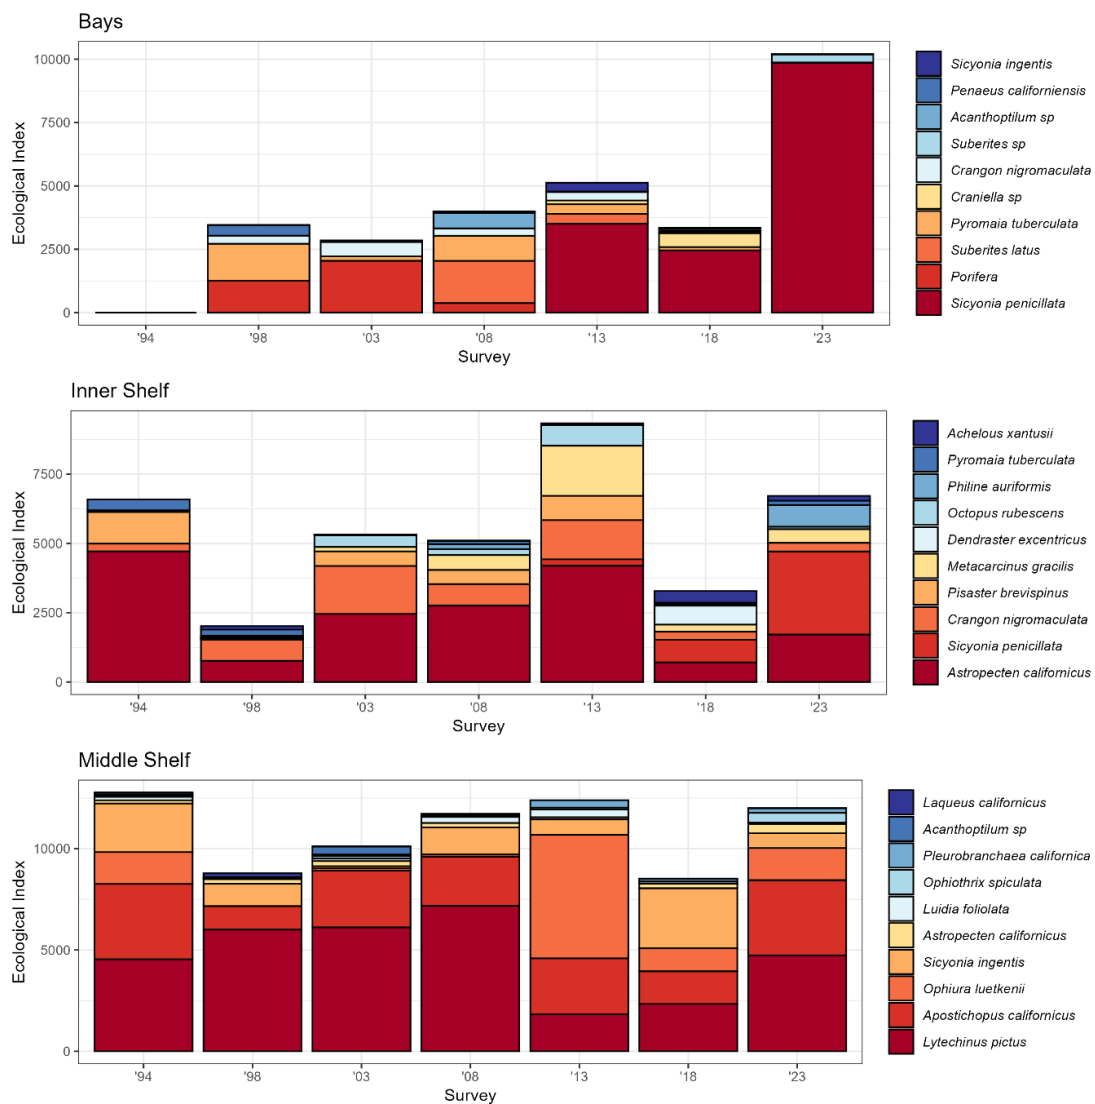 Bays
Ecological Index
10000
7500
5000
2500
0
'94
'98
'03
'08
'13
'18
'23
Survey
Sicyonia ingentis
Penaeus californiensis
Acanthoptilum sp
Suberites sp
Crangon nigromaculata
Craniella sp
Pyromaia tuberculata
Suberites latus
Porifera
Sicyonia penicillata
Inner Shelf
Ecological Index
7500
5000
2500
0
'94
'98
'03
'08
'13
'18
'23
Survey
Achelous xantusii
Pyromaia tuberculata
Philine auriformis
Octopus rubescens
Dendraster excentricus
Metacarcinus gracilis
Pisaster brevispinus
Crangon nigromaculata
Sicyonia penicillata
Astropecten californicus
Middle Shelf
Ecological Index
10000
5000
0
'94
'98
'03
'08
'13
'18
'23
Survey
Laqueus californicus
Acanthoptilum sp
Pleurobranchaea californica
Ophiothrix spiculata
Luidia foliolata
Astropecten californicus
Sicyonia ingentis
Ophiura luetkenii
Apostichopus californicus
Lytechinus pictus